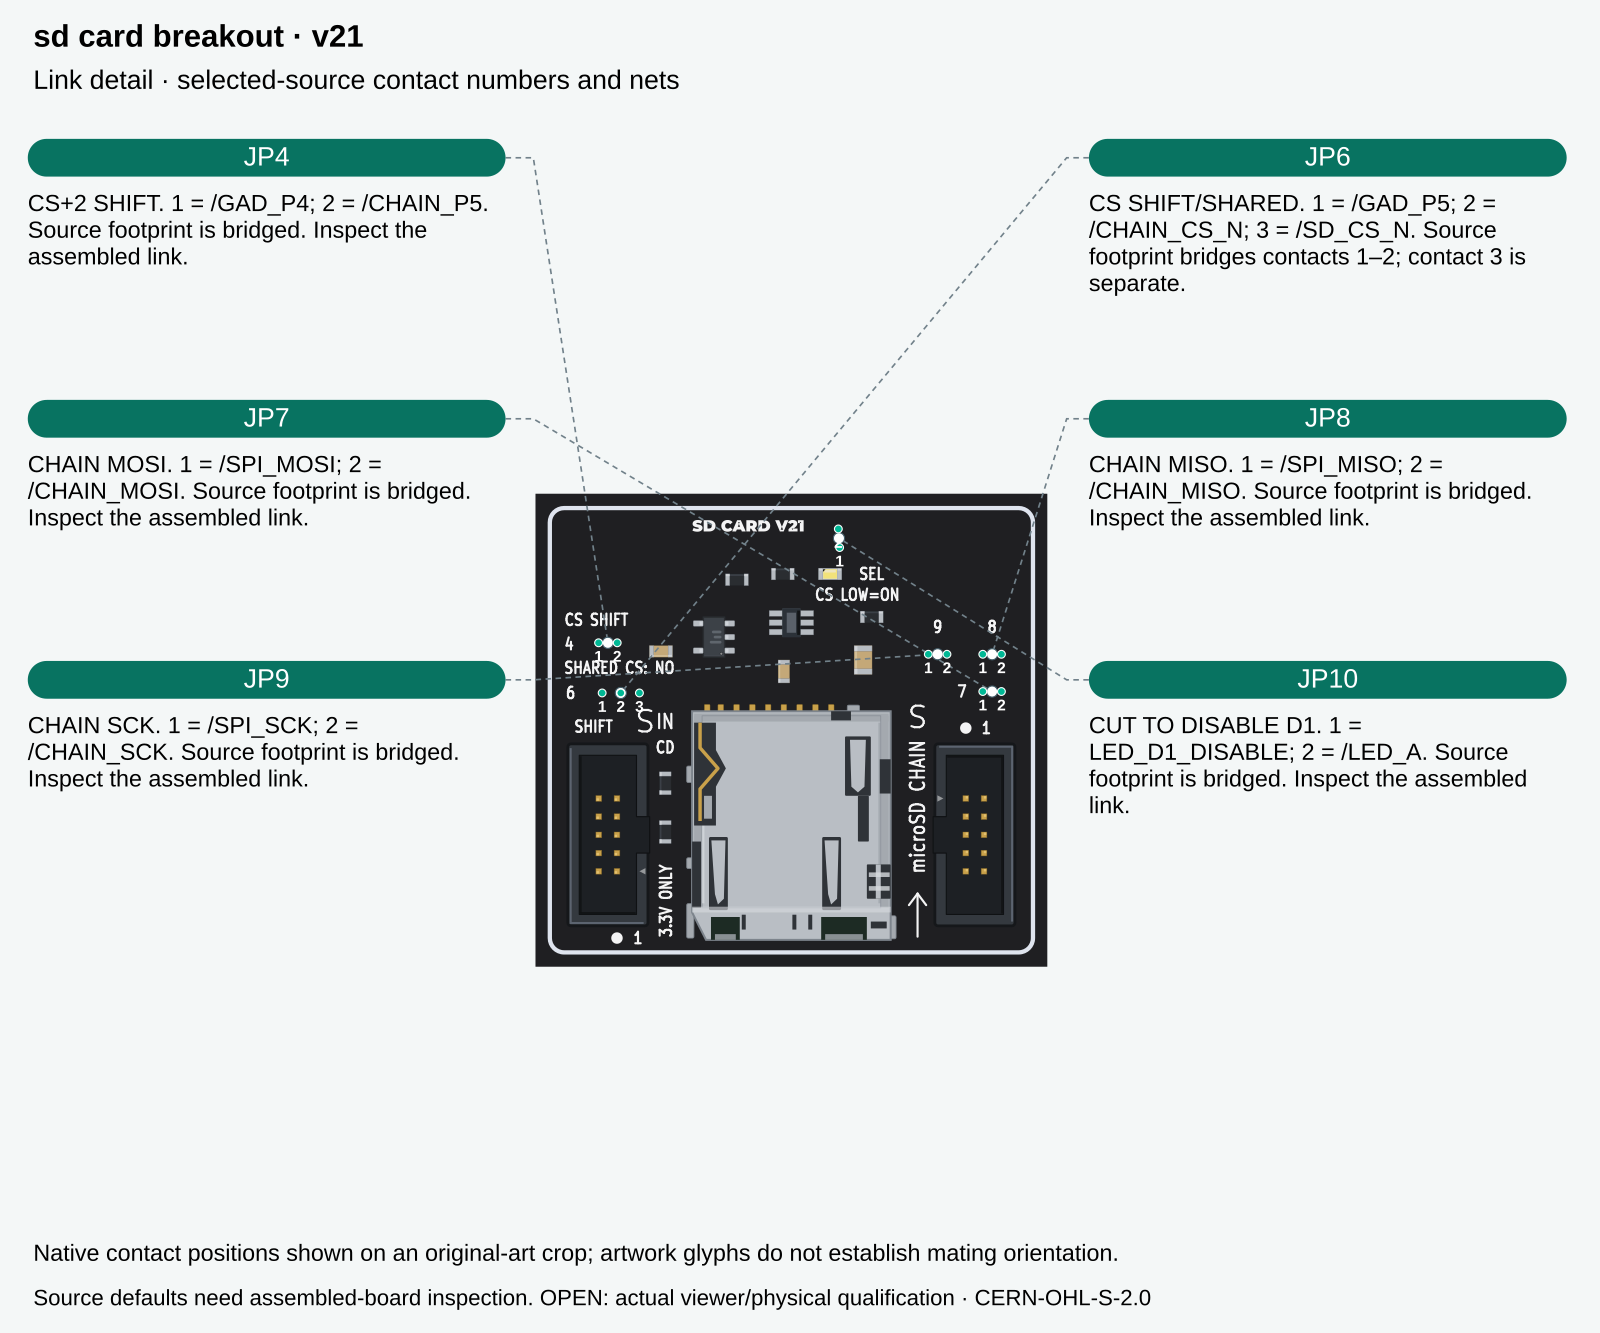 sd card breakout · v21
Link detail · selected-source contact numbers and nets
JP4
CS+2 SHIFT. 1 = /GAD_P4; 2 = /CHAIN_P5.
Source footprint is bridged. Inspect the
assembled link.
JP6
CS SHIFT/SHARED. 1 = /GAD_P5; 2 =
/CHAIN_CS_N; 3 = /SD_CS_N. Source
footprint bridges contacts 1–2; contact 3 is
separate.
JP7
CHAIN MOSI. 1 = /SPI_MOSI; 2 =
/CHAIN_MOSI. Source footprint is bridged.
Inspect the assembled link.
JP8
CHAIN MISO. 1 = /SPI_MISO; 2 =
/CHAIN_MISO. Source footprint is bridged.
Inspect the assembled link.
JP9
CHAIN SCK. 1 = /SPI_SCK; 2 =
/CHAIN_SCK. Source footprint is bridged.
Inspect the assembled link.
JP10
CUT TO DISABLE D1. 1 =
LED_D1_DISABLE; 2 = /LED_A. Source
footprint is bridged. Inspect the assembled
link.
SD CARD V21
2
1
SEL
CS LOW=ON
CS SHIFT
4
1 2
SHARED CS: NO
6
1 2 3
SHIFT
S IN
CD
9
8
1 2
1 2
7
1 2
S
1
microSD CHAIN
3.3V ONLY
1
Native contact positions shown on an original-art crop; artwork glyphs do not establish mating orientation.
Source defaults need assembled-board inspection. OPEN: actual viewer/physical qualification · CERN-OHL-S-2.0